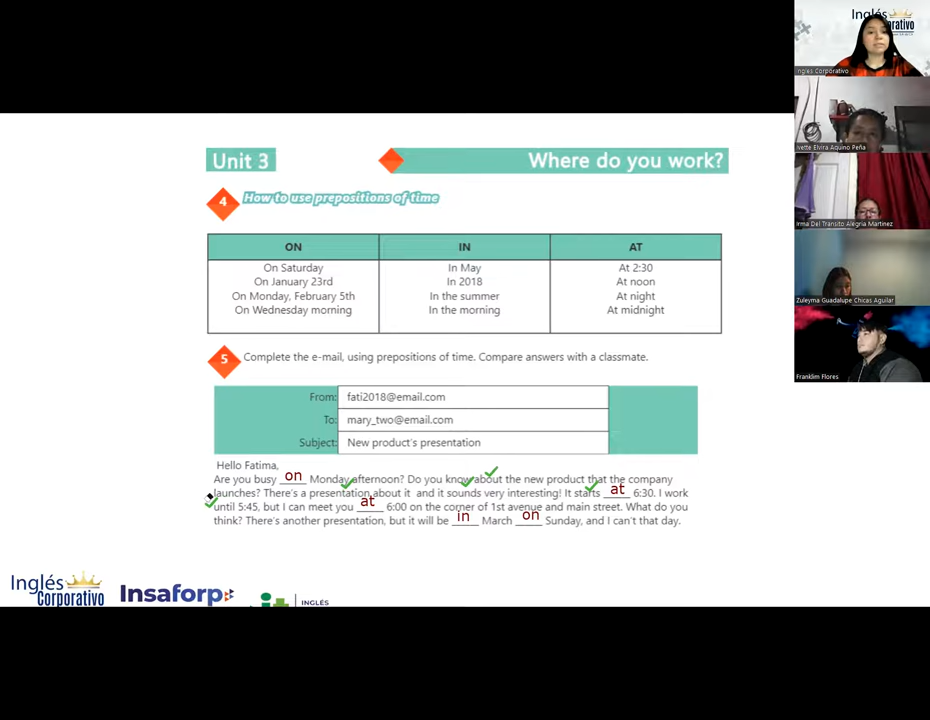 Inglés
Corporativo
Ingles Corporativo
Ivette Elvira Aquino Peña
Irma Del Transito Alegria Martinez
Zuleyma Guadalupe Chicas Aguilar
Franklim Flores
Unit 3
Where do you work?
4 How to use prepositions of time
ON IN AT
On Saturday In May At 2:30
On January 23rd In 2018 At noon
On Monday, February 5th In the summer At night
On Wednesday morning In the morning At midnight
5 Complete the e-mail, using prepositions of time. Compare answers with a classmate.
From: fati2018@email.com
To: mary_two@email.com
Subject: New product's presentation
Hello Fatima,
Are you busy on Monday afternoon? Do you know about the new product that the company
launches? There's a presentation about it and it sounds very interesting! It starts at 6:30. I work
until 5:45, but I can meet you at 6:00 on the corner of 1st avenue and main street. What do you
think? There's another presentation, but it will be in March on Sunday, and I can't that day.
Inglés
Corporativo
Insaforp
INGLÉS